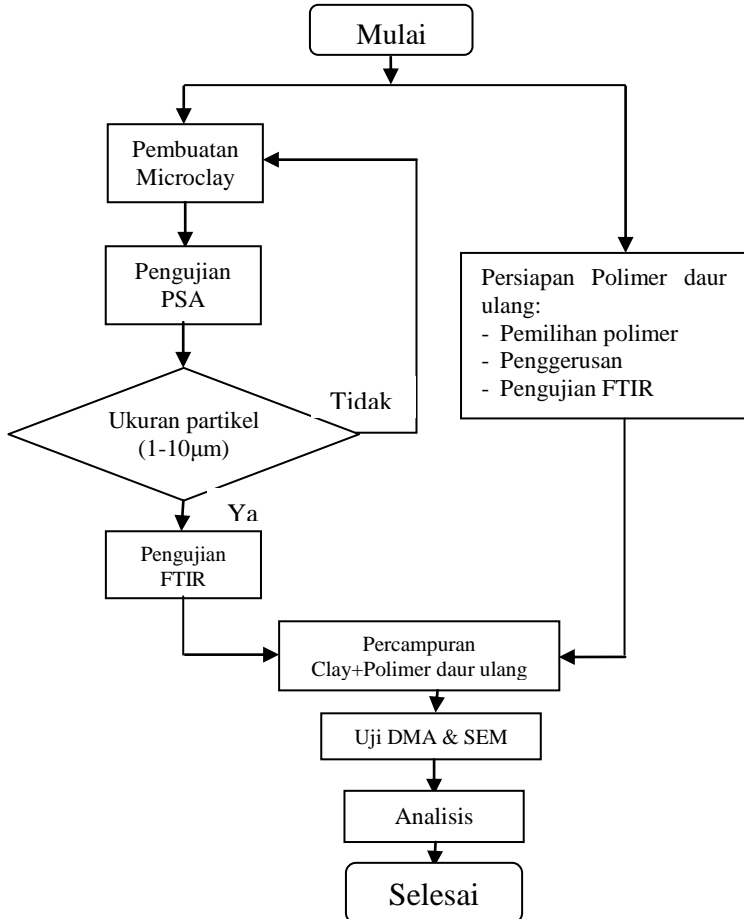 Mulai
Pembuatan
Microclay
Pengujian
PSA
Ukuran partikel
(1-10μm)
Tidak
Ya
Pengujian
FTIR
Persiapan Polimer daur
ulang:
- Pemilihan polimer
- Penggerusan
- Pengujian FTIR
Percampuran
Clay+Polimer daur ulang
Uji DMA & SEM
Analisis
Selesai